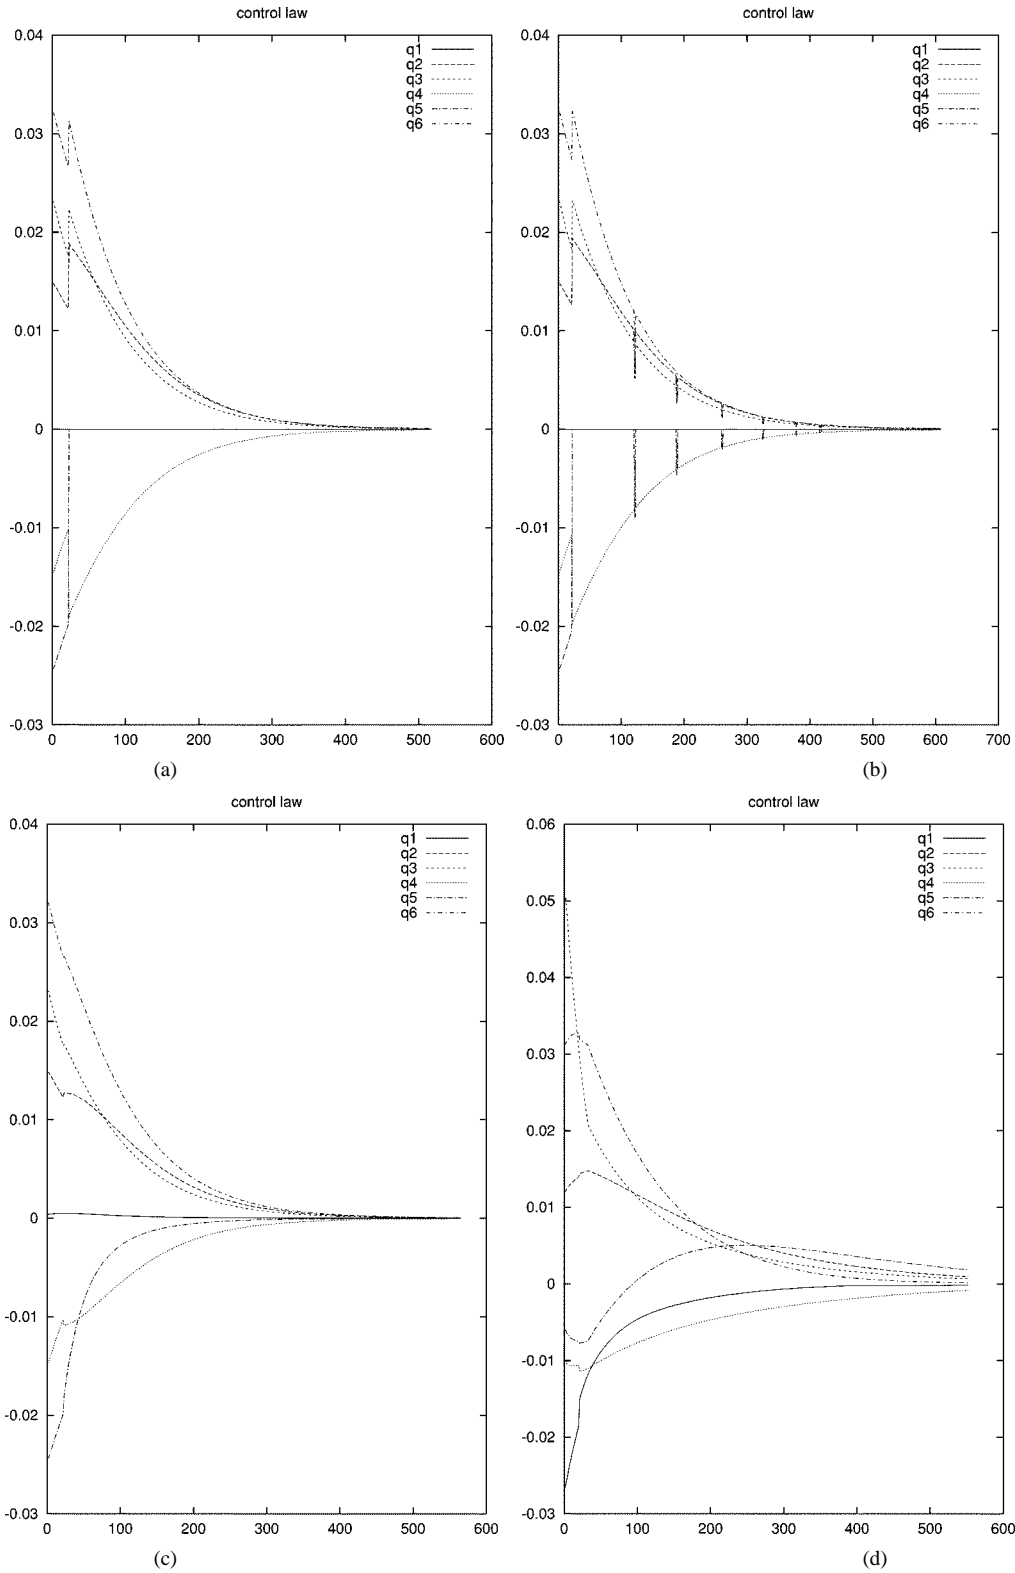 control law
0.04
0.03
0.02
0.01
0
-0.01
-0.02
-0.03
0 100 200 300 400 500 600
q1
q2
q3
q4
q5
q6
(a)
control law
0.04
0.03
0.02
0.01
0
-0.01
-0.02
-0.03
0 100 200 300 400 500 600 700
q1
q2
q3
q4
q5
q6
(b)
control law
0.04
0.03
0.02
0.01
0
-0.01
-0.02
-0.03
0 100 200 300 400 500 600
q1
q2
q3
q4
q5
q6
(c)
control law
0.06
0.05
0.04
0.03
0.02
0.01
0
-0.01
-0.02
-0.03
0 100 200 300 400 500 600
q1
q2
q3
q4
q5
q6
(d)